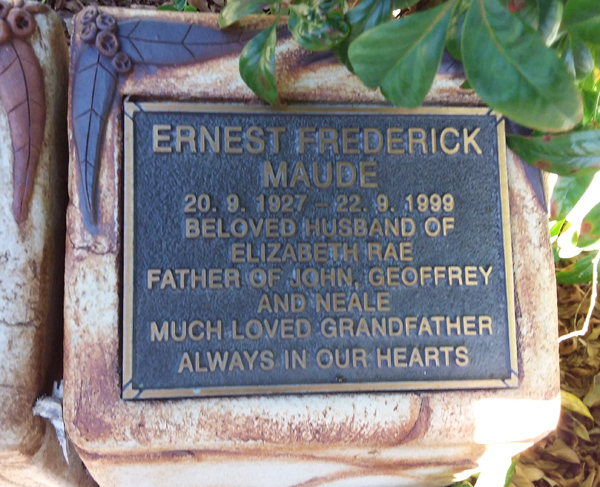 ERNEST FREDERICK
MAUDE
20. 9. 1927 – 22. 9. 1999
BELOVED HUSBAND OF
ELIZABETH RAE
FATHER OF JOHN, GEOFFREY
AND NEALE
MUCH LOVED GRANDFATHER
ALWAYS IN OUR HEARTS